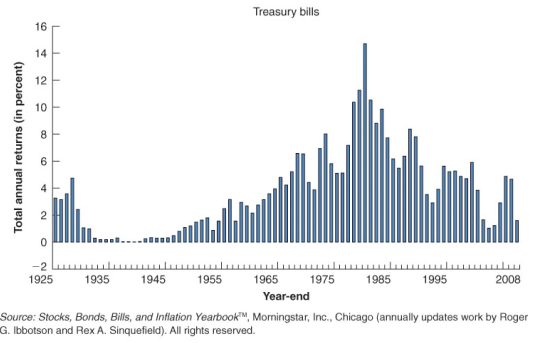 Treasury bills
16
14
12
10
8
6
4
2
0
−2
Total annual returns (in percent)
1925 1935 1945 1955 1965 1975 1985 1995 2008
Year-end
Source: Stocks, Bonds, Bills, and Inflation Yearbook™, Morningstar, Inc., Chicago (annually updates work by Roger
G. Ibbotson and Rex A. Sinquefield). All rights reserved.